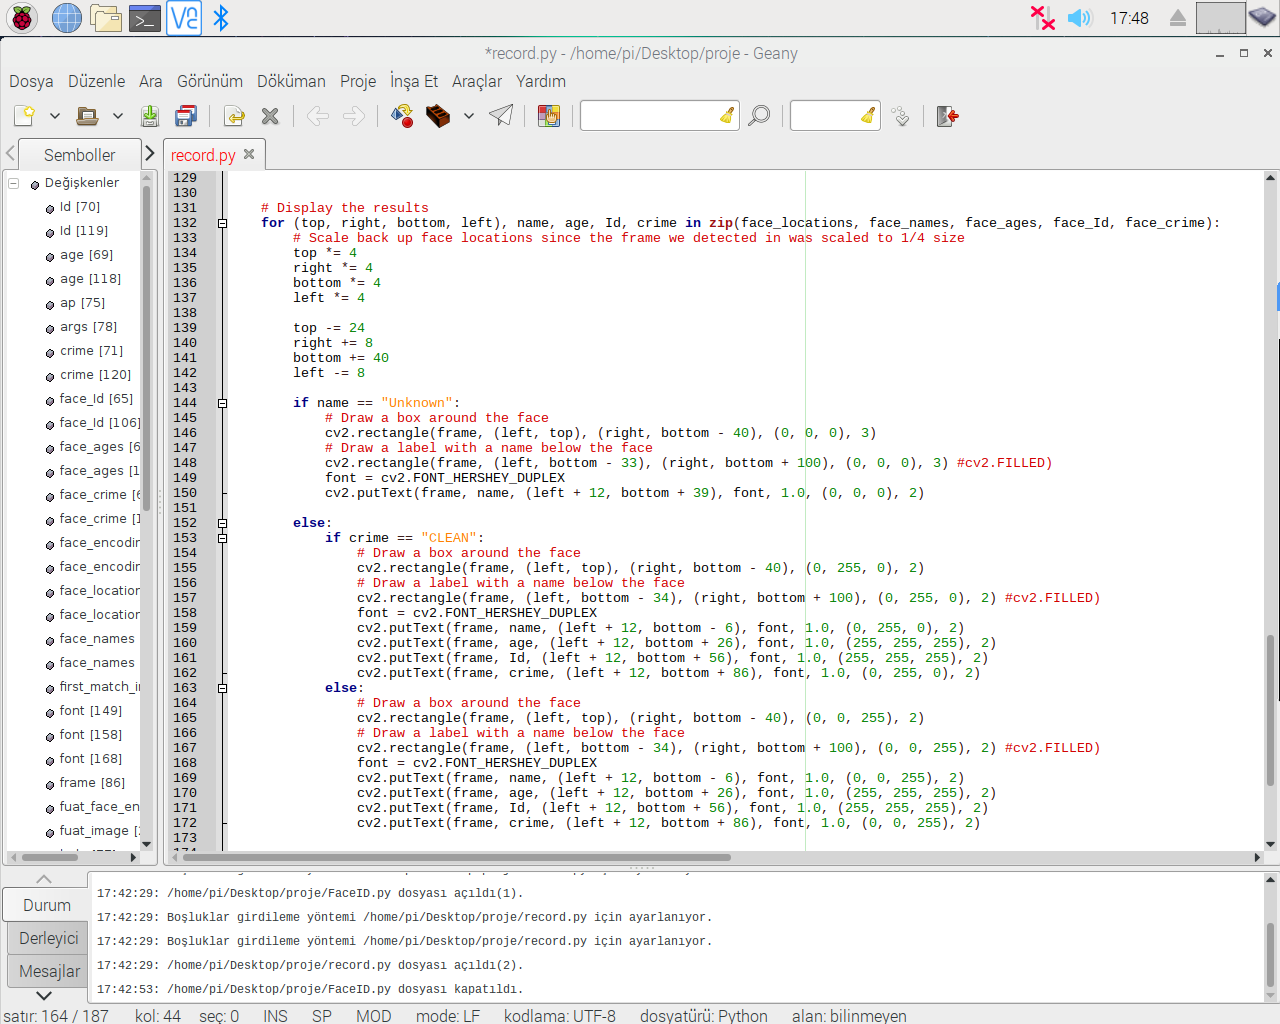 17:48
*record.py - /home/pi/Desktop/proje - Geany
Dosya Düzenle Ara Görünüm Döküman Proje İnşa Et Araçlar Yardım
Semboller
record.py
Değişkenler
Id [70]
Id [119]
age [69]
age [118]
ap [75]
args [78]
crime [71]
crime [120]
face_Id [65]
face_Id [106]
face_ages [6
face_ages [1
face_crime [6
face_crime [1
face_encodin
face_encodin
face_location
face_location
face_names
face_names
first_match_i
font [149]
font [158]
font [168]
frame [86]
fuat_face_en
fuat_image [
129
130
131 # Display the results
132 for (top, right, bottom, left), name, age, Id, crime in zip(face_locations, face_names, face_ages, face_Id, face_crime):
133 # Scale back up face locations since the frame we detected in was scaled to 1/4 size
134 top *= 4
135 right *= 4
136 bottom *= 4
137 left *= 4
138
139 top -= 24
140 right += 8
141 bottom += 40
142 left -= 8
143
144 if name == "Unknown":
145 # Draw a box around the face
146 cv2.rectangle(frame, (left, top), (right, bottom - 40), (0, 0, 0), 3)
147 # Draw a label with a name below the face
148 cv2.rectangle(frame, (left, bottom - 33), (right, bottom + 100), (0, 0, 0), 3) #cv2.FILLED)
149 font = cv2.FONT_HERSHEY_DUPLEX
150 cv2.putText(frame, name, (left + 12, bottom + 39), font, 1.0, (0, 0, 0), 2)
151
152 else:
153 if crime == "CLEAN":
154 # Draw a box around the face
155 cv2.rectangle(frame, (left, top), (right, bottom - 40), (0, 255, 0), 2)
156 # Draw a label with a name below the face
157 cv2.rectangle(frame, (left, bottom - 34), (right, bottom + 100), (0, 255, 0), 2) #cv2.FILLED)
158 font = cv2.FONT_HERSHEY_DUPLEX
159 cv2.putText(frame, name, (left + 12, bottom - 6), font, 1.0, (0, 255, 0), 2)
160 cv2.putText(frame, age, (left + 12, bottom + 26), font, 1.0, (255, 255, 255), 2)
161 cv2.putText(frame, Id, (left + 12, bottom + 56), font, 1.0, (255, 255, 255), 2)
162 cv2.putText(frame, crime, (left + 12, bottom + 86), font, 1.0, (0, 255, 0), 2)
163 else:
164 # Draw a box around the face
165 cv2.rectangle(frame, (left, top), (right, bottom - 40), (0, 0, 255), 2)
166 # Draw a label with a name below the face
167 cv2.rectangle(frame, (left, bottom - 34), (right, bottom + 100), (0, 0, 255), 2) #cv2.FILLED)
168 font = cv2.FONT_HERSHEY_DUPLEX
169 cv2.putText(frame, name, (left + 12, bottom - 6), font, 1.0, (0, 0, 255), 2)
170 cv2.putText(frame, age, (left + 12, bottom + 26), font, 1.0, (255, 255, 255), 2)
171 cv2.putText(frame, Id, (left + 12, bottom + 56), font, 1.0, (255, 255, 255), 2)
172 cv2.putText(frame, crime, (left + 12, bottom + 86), font, 1.0, (0, 0, 255), 2)
173
Durum
Derleyici
Mesajlar
17:42:29: /home/pi/Desktop/proje/FaceID.py dosyası açıldı(1).
17:42:29: Boşluklar girdileme yöntemi /home/pi/Desktop/proje/record.py için ayarlanıyor.
17:42:29: Boşluklar girdileme yöntemi /home/pi/Desktop/proje/record.py için ayarlanıyor.
17:42:29: /home/pi/Desktop/proje/record.py dosyası açıldı(2).
17:42:53: /home/pi/Desktop/proje/FaceID.py dosyası kapatıldı.
satır: 164 / 187 kol: 44 seç: 0 INS SP MOD mode: LF kodlama: UTF-8 dosyatürü: Python alan: bilinmeyen